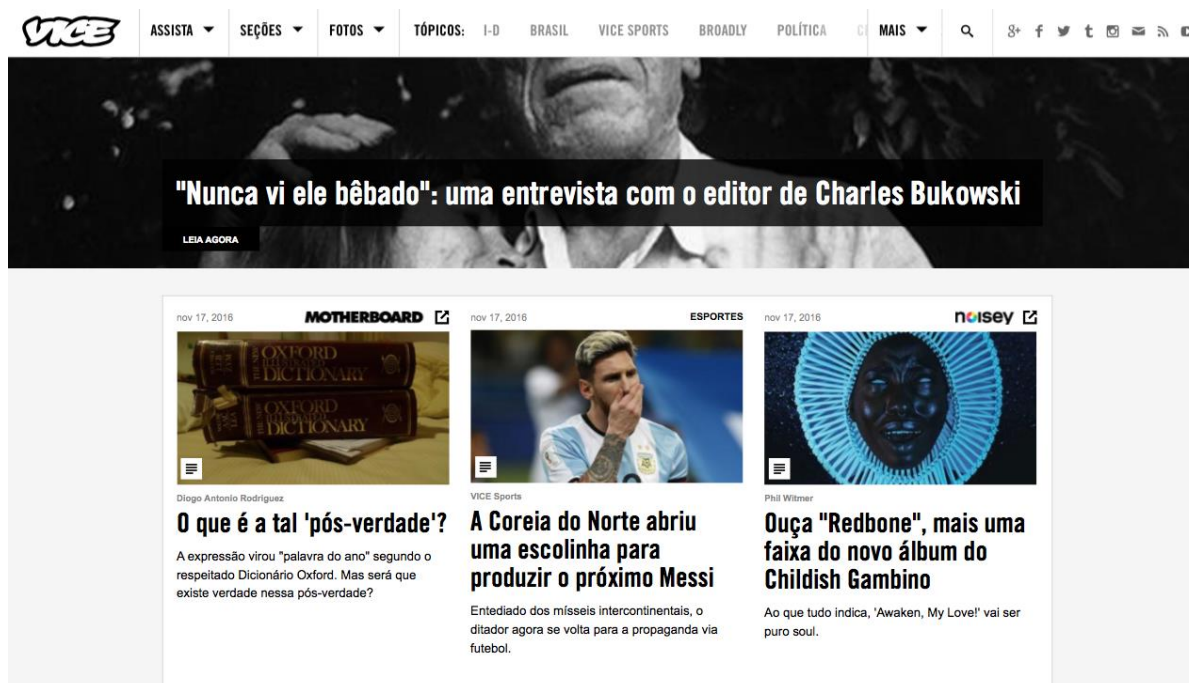 VICE ASSISTA SEÇÕES FOTOS TÓPICOS: I-D BRASIL VICE SPORTS BROADLY POLÍTICA MAIS
"Nunca vi ele bêbado": uma entrevista com o editor de Charles Bukowski
LEIA AGORA
nov 17, 2016 MOTHERBOARD
OXFORD
DICTIONARY
OXFORD
DICTIONARY
Diogo Antonio Rodriguez
O que é a tal 'pós-verdade'?
A expressão virou "palavra do ano" segundo o
respeitado Dicionário Oxford. Mas será que
existe verdade nessa pós-verdade?
nov 17, 2016 ESPORTES
VICE Sports
A Coreia do Norte abriu
uma escolinha para
produzir o próximo Messi
Entediado dos mísseis intercontinentais, o
ditador agora se volta para a propaganda via
futebol.
nov 17, 2016 noisey
Phil Witmer
Ouça "Redbone", mais uma
faixa do novo álbum do
Childish Gambino
Ao que tudo indica, 'Awaken, My Love!' vai ser
puro soul.